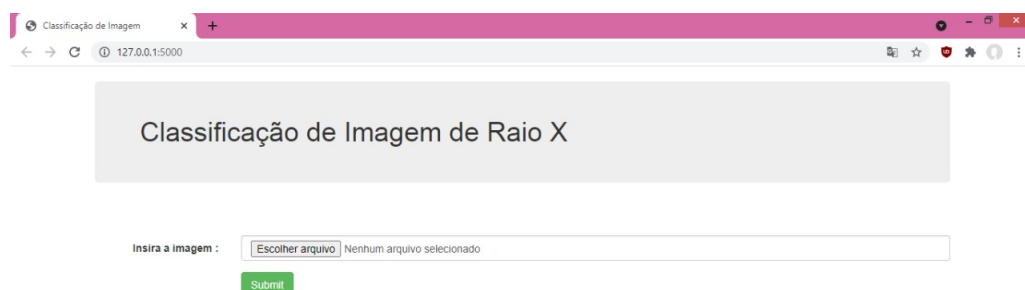 Classificação de Imagem
127.0.0.1:5000
Classificação de Imagem de Raio X
Insira a imagem : Escolher arquivo Nenhum arquivo selecionado
Submit